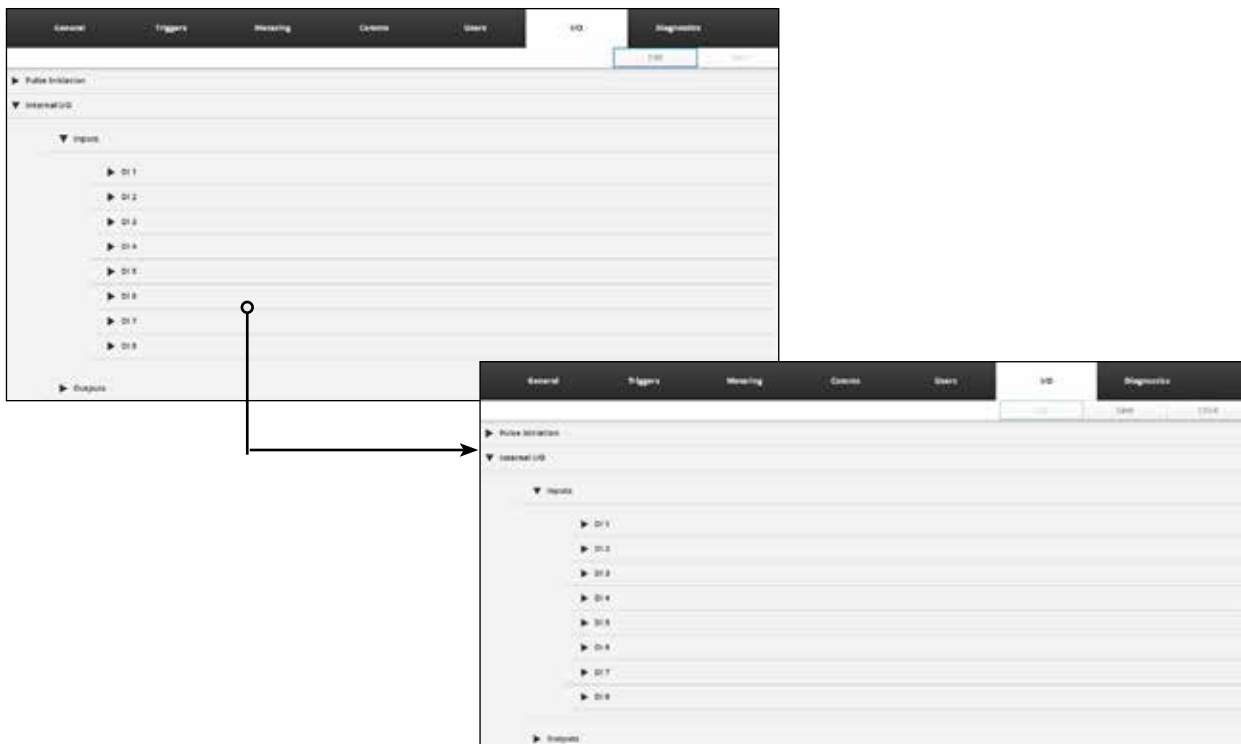 General Triggers Metering Comms Users I/O Diagnostics
Edit
Pulse Initiation
Internal I/O
Inputs
DI 1
DI 2
DI 3
DI 4
DI 5
DI 6
DI 7
DI 8
Outputs
General Triggers Metering Comms Users I/O Diagnostics
Edit Save
Pulse Initiation
Internal I/O
Inputs
DI 1
DI 2
DI 3
DI 4
DI 5
DI 6
DI 7
DI 8
Outputs